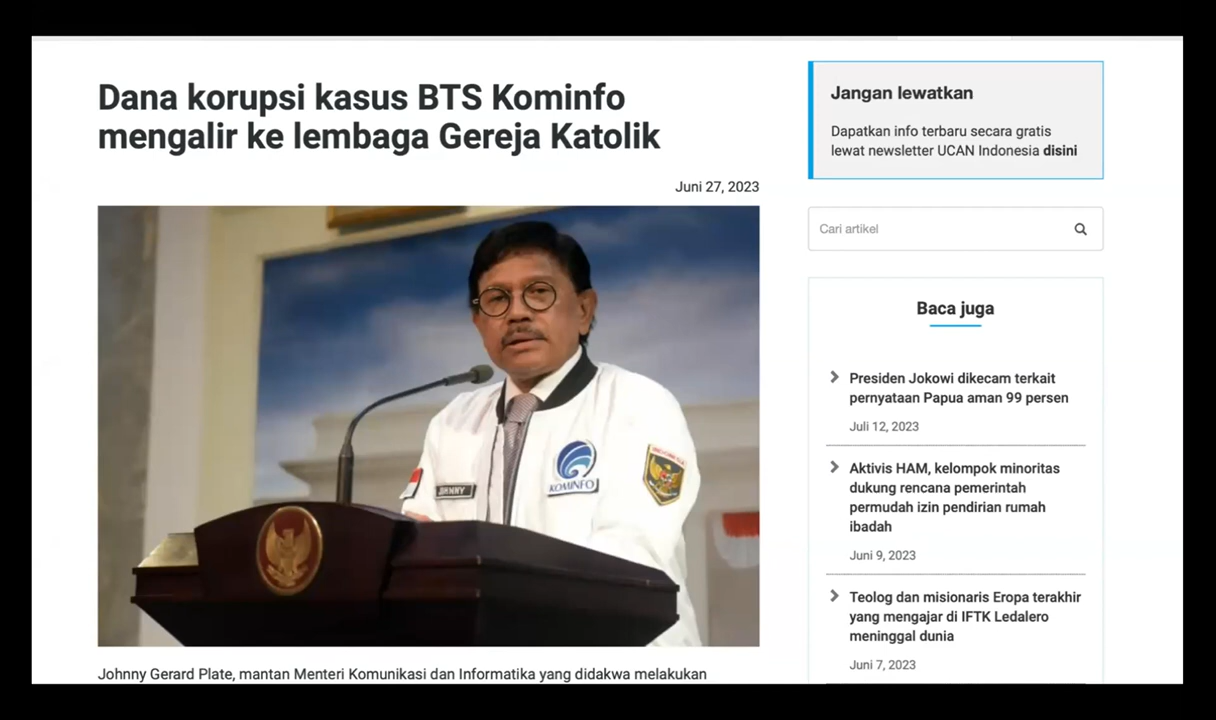 Dana korupsi kasus BTS Kominfo
mengalir ke lembaga Gereja Katolik
Juni 27, 2023
JOHNNY
KOMINFO
Johnny Gerard Plate, mantan Menteri Komunikasi dan Informatika yang didakwa melakukan
Jangan lewatkan
Dapatkan info terbaru secara gratis
lewat newsletter UCAN Indonesia disini
Cari artikel
Baca juga
Presiden Jokowi dikecam terkait
pernyataan Papua aman 99 persen
Juli 12, 2023
Aktivis HAM, kelompok minoritas
dukung rencana pemerintah
permudah izin pendirian rumah
ibadah
Juni 9, 2023
Teolog dan misionaris Eropa terakhir
yang mengajar di IFTK Ledalero
meninggal dunia
Juni 7, 2023